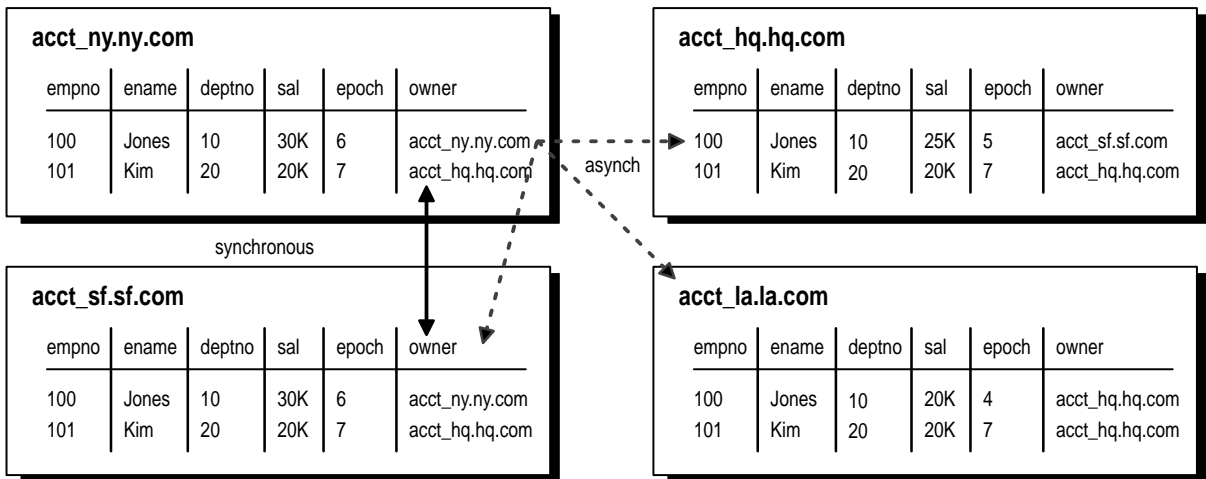 acct_ny.ny.com
empno ename deptno sal epoch owner
100 Jones 10 30K 6 acct_ny.ny.com
101 Kim 20 20K 7 acct_hq.hq.com
acct_hq.hq.com
empno ename deptno sal epoch owner
100 Jones 10 25K 5 acct_sf.sf.com
101 Kim 20 20K 7 acct_hq.hq.com
asynch
synchronous
acct_sf.sf.com
empno ename deptno sal epoch owner
100 Jones 10 30K 6 acct_ny.ny.com
101 Kim 20 20K 7 acct_hq.hq.com
acct_la.la.com
empno ename deptno sal epoch owner
100 Jones 10 20K 4 acct_hq.hq.com
101 Kim 20 20K 7 acct_hq.hq.com